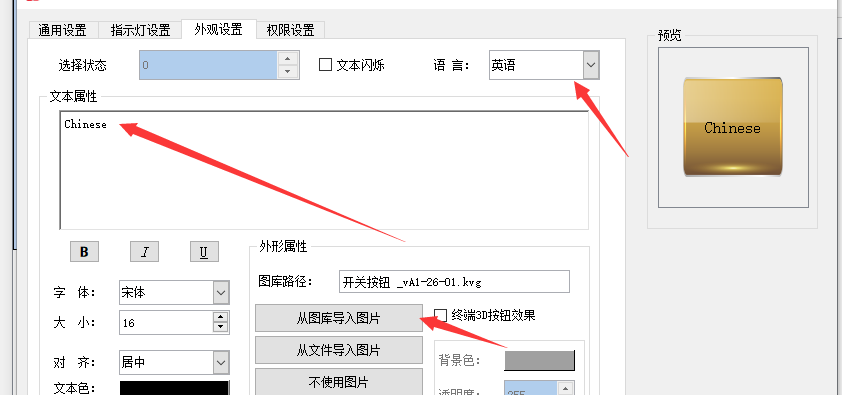 通用设置 指示灯设置 外观设置 权限设置
预览
选择状态 0 文本闪烁 语 言： 英语
文本属性
Chinese
Chinese
B I U
外形属性
图库路径： 开关按钮 _vA1-26-01.kvg
字 体： 宋体
从图库导入图片 终端3D按钮效果
大 小： 16
从文件导入图片
背景色：
对 齐： 居中
不使用图片
文本色：
透明度： 255